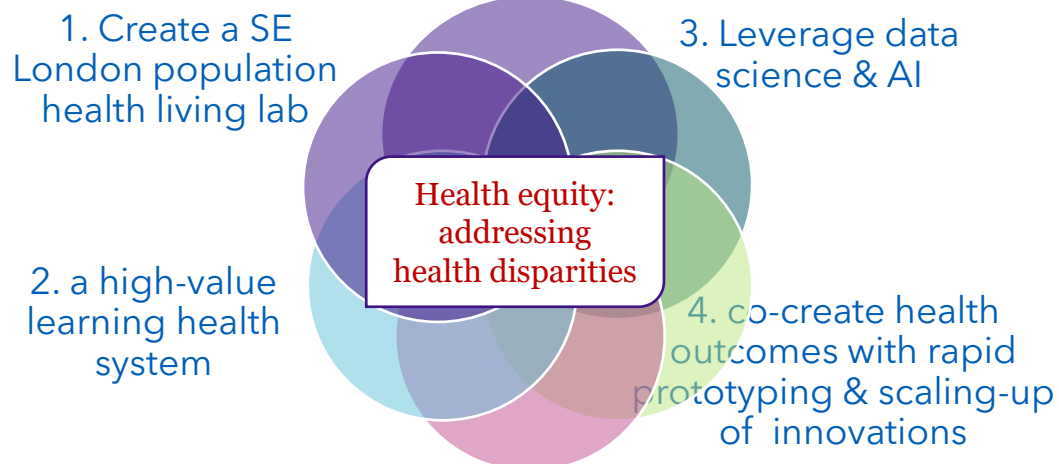 1. Create a SE
London population
health living lab
2. a high-value
learning health
system
Health equity:
addressing
health disparities
3. Leverage data
science & AI
4. co-create health
outcomes with rapid
prototyping & scaling-up
of innovations